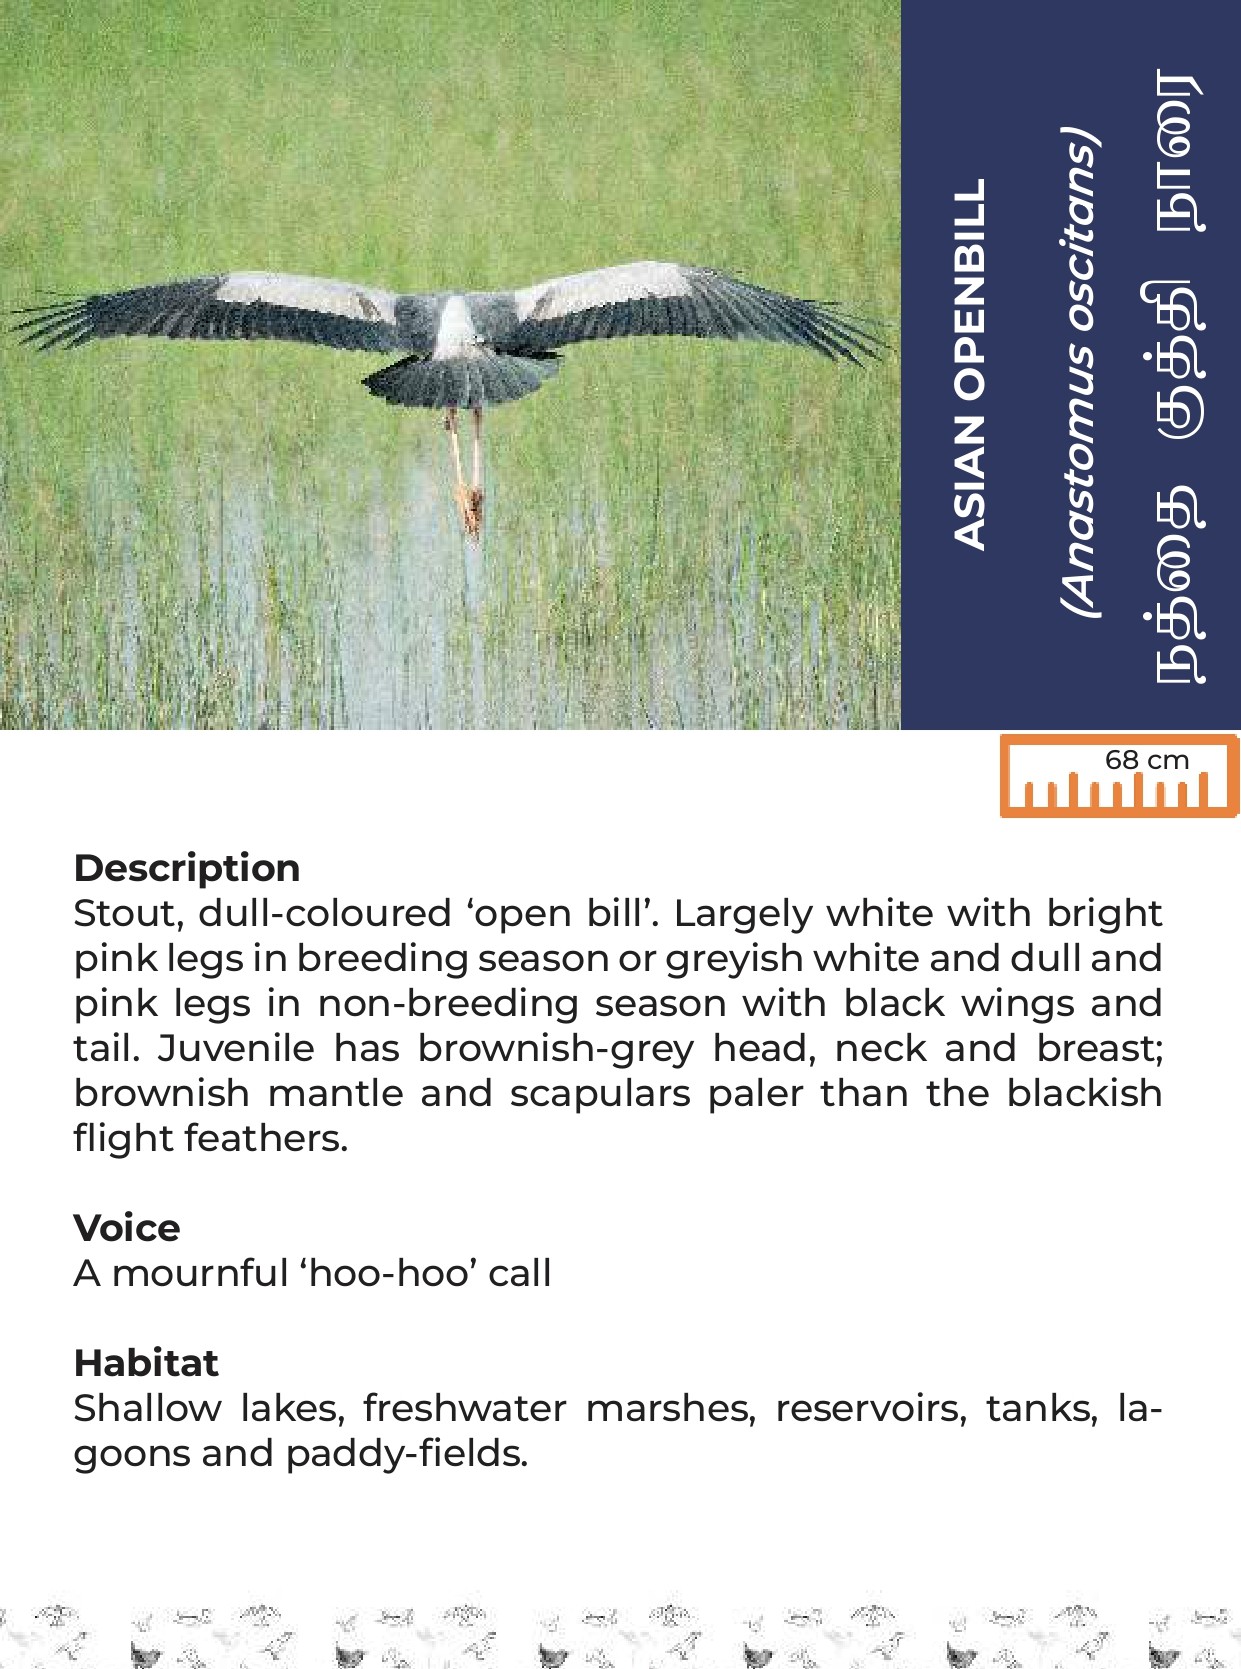 ASIAN OPENBILL
(Anastomus oscitans)
நத்தை குத்தி நாரை
68 cm
Description
Stout, dull-coloured ‘open bill’. Largely white with bright
pink legs in breeding season or greyish white and dull and
pink legs in non-breeding season with black wings and
tail. Juvenile has brownish-grey head, neck and breast;
brownish mantle and scapulars paler than the blackish
flight feathers.
Voice
A mournful ‘hoo-hoo’ call
Habitat
Shallow lakes, freshwater marshes, reservoirs, tanks, la-
goons and paddy-fields.